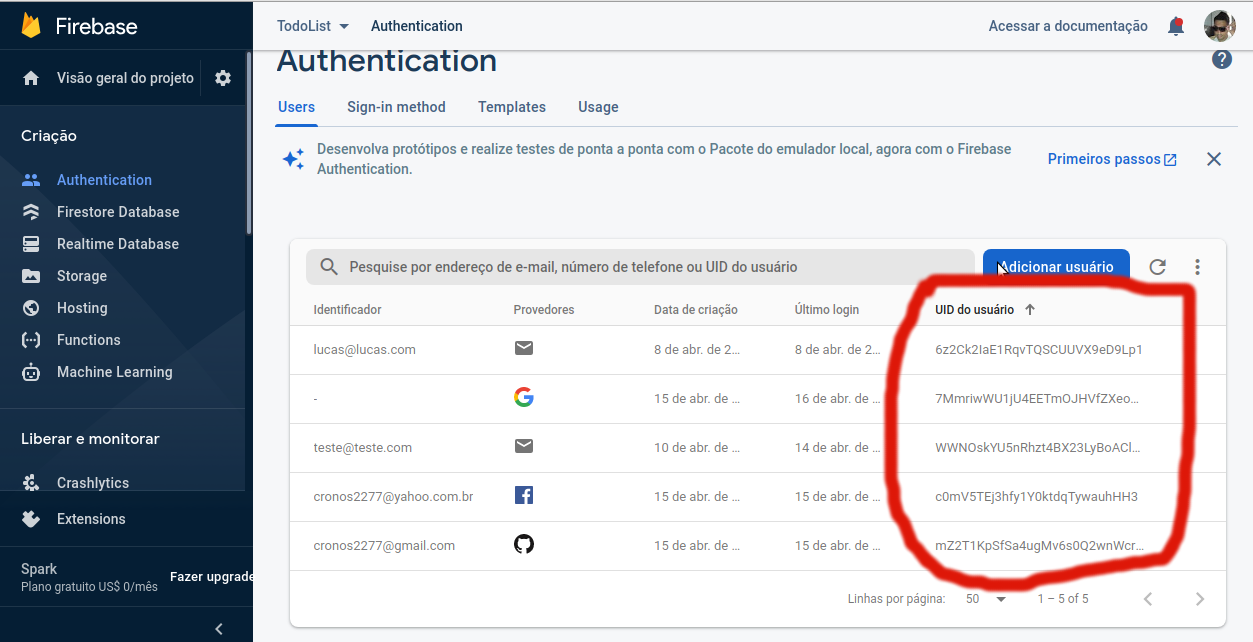 Firebase
Visão geral do projeto
Criação
Authentication
Firestore Database
Realtime Database
Storage
Hosting
Functions
Machine Learning
Liberar e monitorar
Crashlytics
Extensions
Spark
Plano gratuito US$ 0/mês
Fazer upgrade
TodoList Authentication
Acessar a documentação
Authentication
Users Sign-in method Templates Usage
Desenvolva protótipos e realize testes de ponta a ponta com o Pacote do emulador local, agora com o Firebase
Authentication.
Primeiros passos
Pesquise por endereço de e-mail, número de telefone ou UID do usuário
Adicionar usuário
Identificador Provedores Data de criação Último login UID do usuário
lucas@lucas.com 8 de abr. de 2… 8 de abr. de 2… 6z2Ck2IaE1RqvTQSCUUVX9eD9Lp1
- 15 de abr. de … 16 de abr. de … 7MmriwWU1jU4EETmOJHVfZXeo…
teste@teste.com 10 de abr. de … 14 de abr. de … WWNOskYU5nRhzt4BX23LyBoACl…
cronos2277@yahoo.com.br 15 de abr. de … 15 de abr. de … c0mV5TEj3hfy1Y0ktdqTywauhHH3
cronos2277@gmail.com 15 de abr. de … 15 de abr. de … mZ2T1KpSfSa4ugMv6s0Q2wnWcr…
Linhas por página: 50 1 – 5 of 5